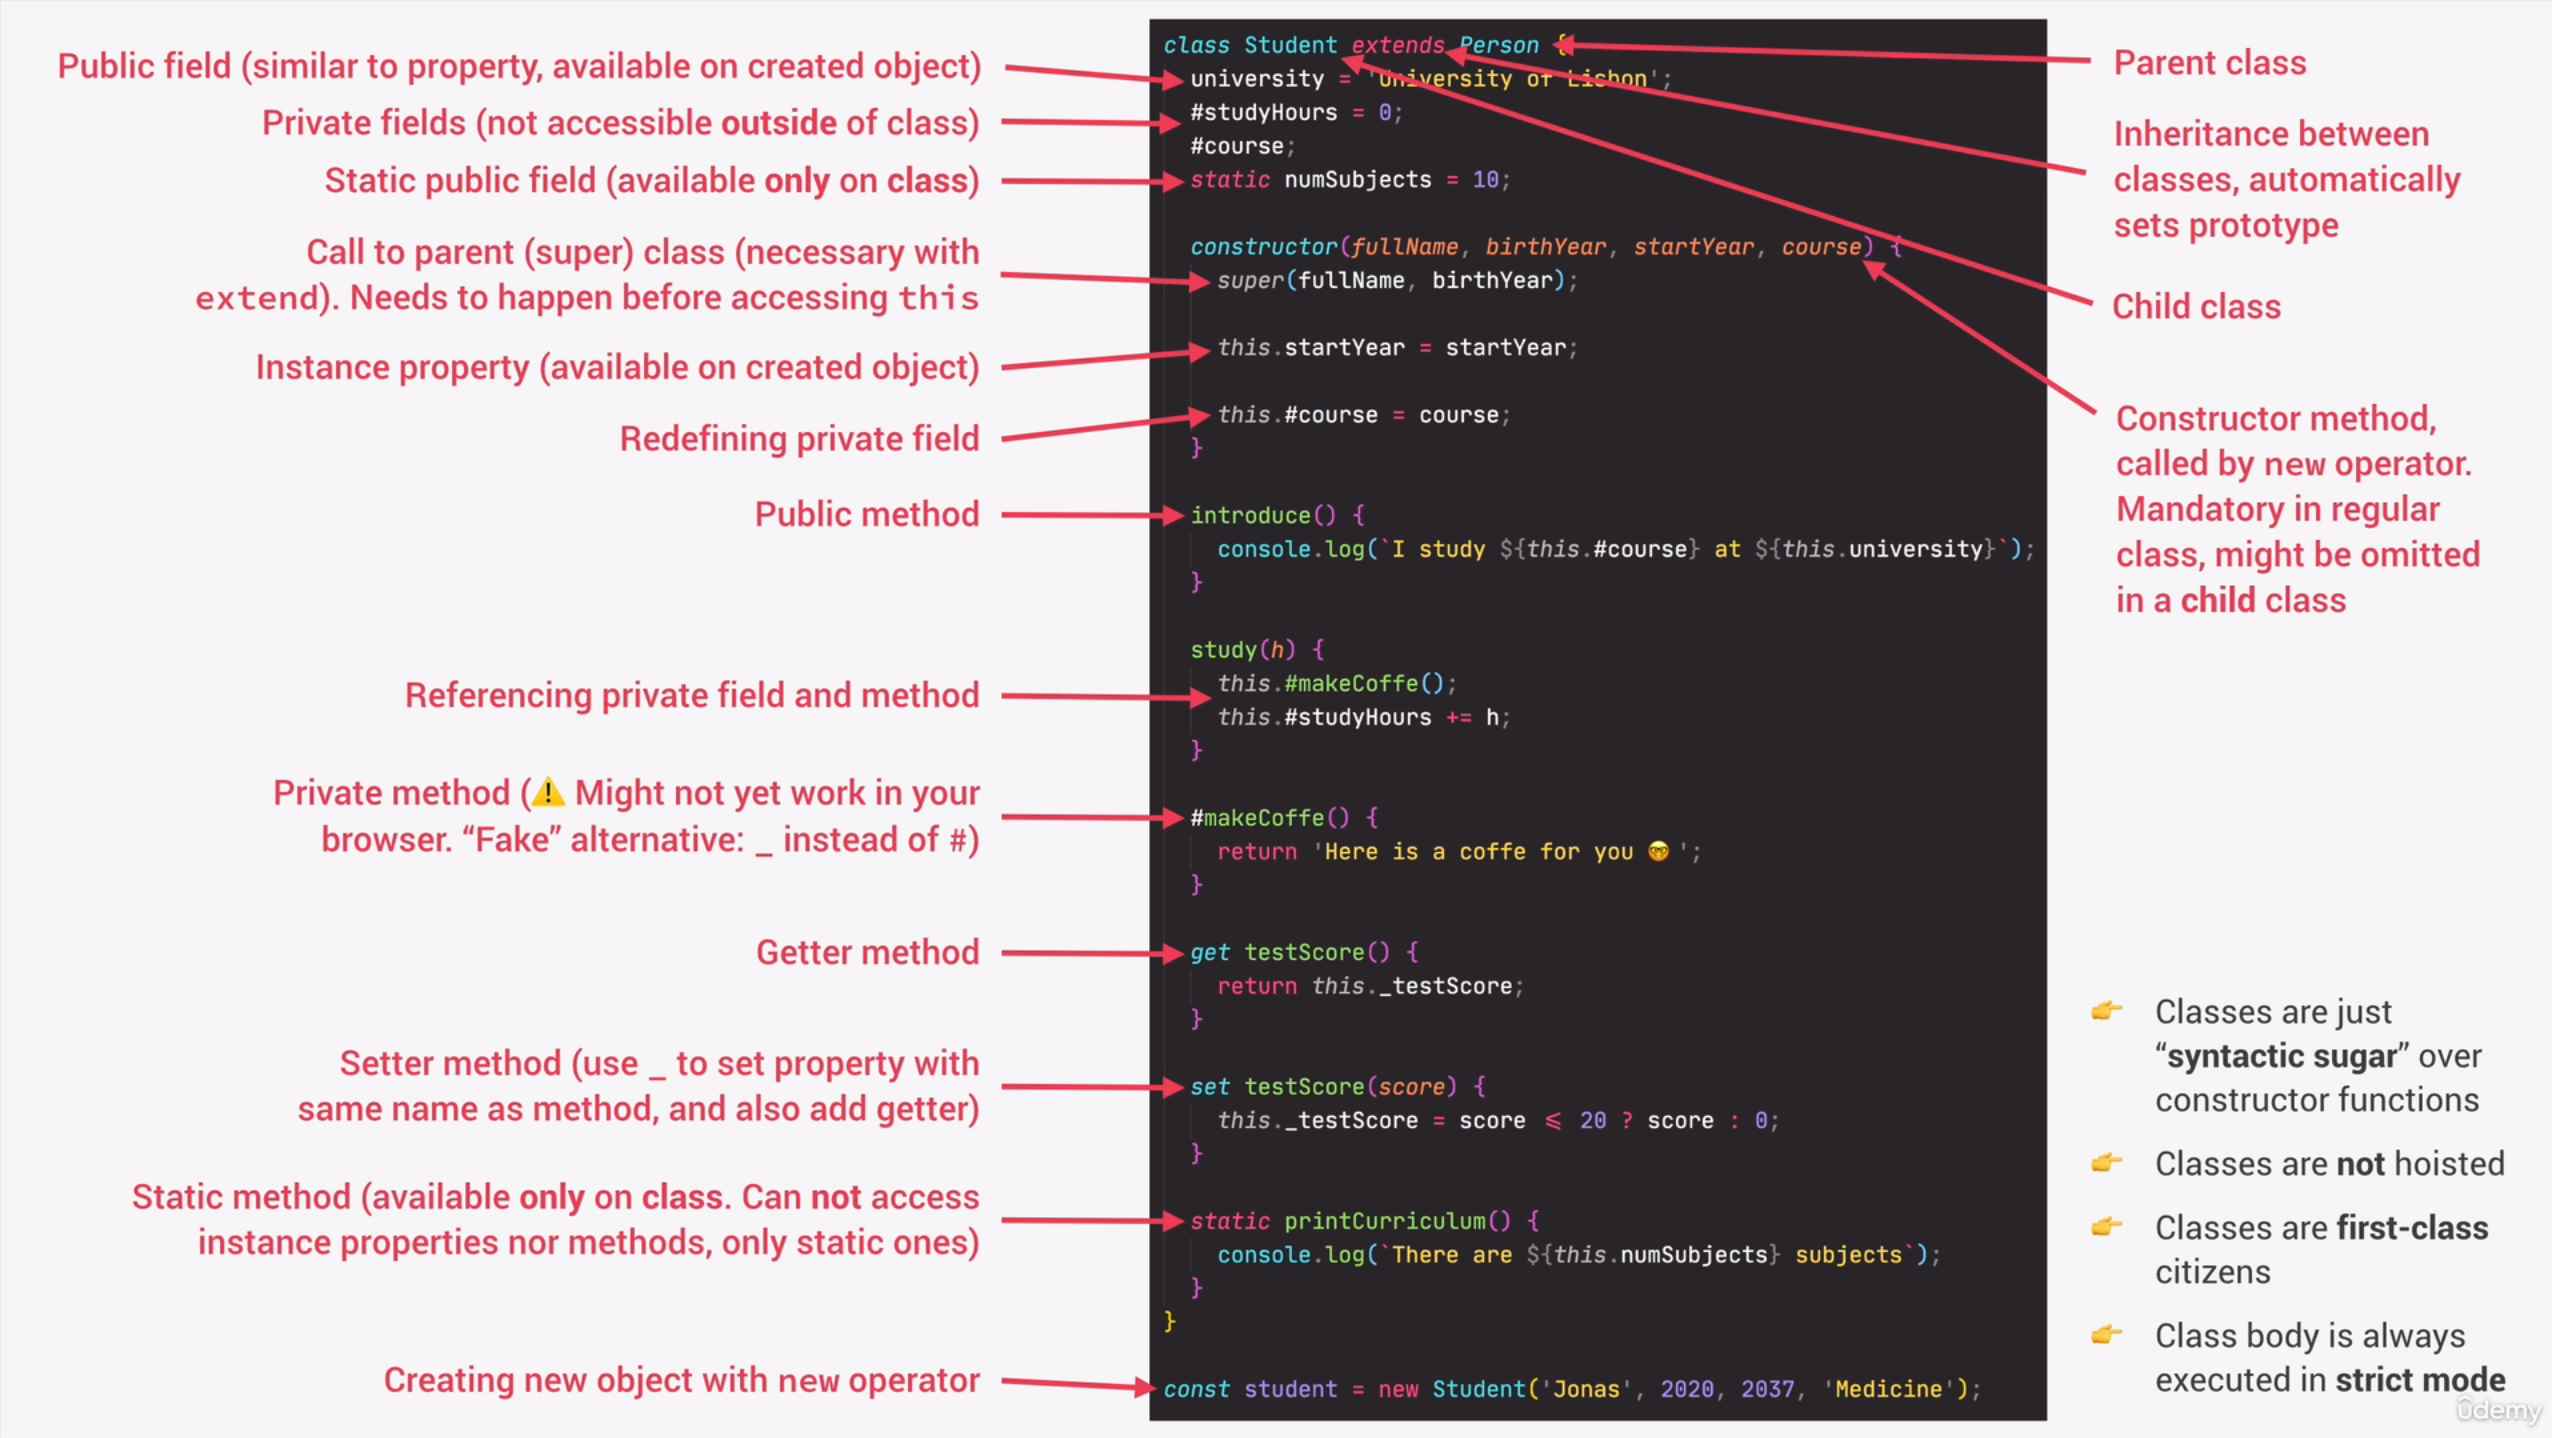 Public field (similar to property, available on created object)
Private fields (not accessible outside of class)
Static public field (available only on class)
Call to parent (super) class (necessary with
extend). Needs to happen before accessing this
Instance property (available on created object)
Redefining private field
Public method
Referencing private field and method
Private method (⚠️ Might not yet work in your
browser. “Fake” alternative: _ instead of #)
Getter method
Setter method (use _ to set property with
same name as method, and also add getter)
Static method (available only on class. Can not access
instance properties nor methods, only static ones)
Creating new object with new operator
class Student extends Person {
university = 'University of Lisbon';
#studyHours = 0;
#course;
static numSubjects = 10;
constructor(fullName, birthYear, startYear, course) {
super(fullName, birthYear);
this.startYear = startYear;
this.#course = course;
}
introduce() {
console.log(`I study ${this.#course} at ${this.university}`);
}
study(h) {
this.#makeCoffe();
this.#studyHours += h;
}
#makeCoffe() {
return 'Here is a coffe for you 🤓 ';
}
get testScore() {
return this._testScore;
}
set testScore(score) {
this._testScore = score ⩽ 20 ? score : 0;
}
static printCurriculum() {
console.log(`There are ${this.numSubjects} subjects`);
}
}
const student = new Student('Jonas', 2020, 2037, 'Medicine');
Parent class
Inheritance between
classes, automatically
sets prototype
Child class
Constructor method,
called by new operator.
Mandatory in regular
class, might be omitted
in a child class
👉 Classes are just
“syntactic sugar” over
constructor functions
👉 Classes are not hoisted
👉 Classes are first-class
citizens
👉 Class body is always
executed in strict mode
ûdemy